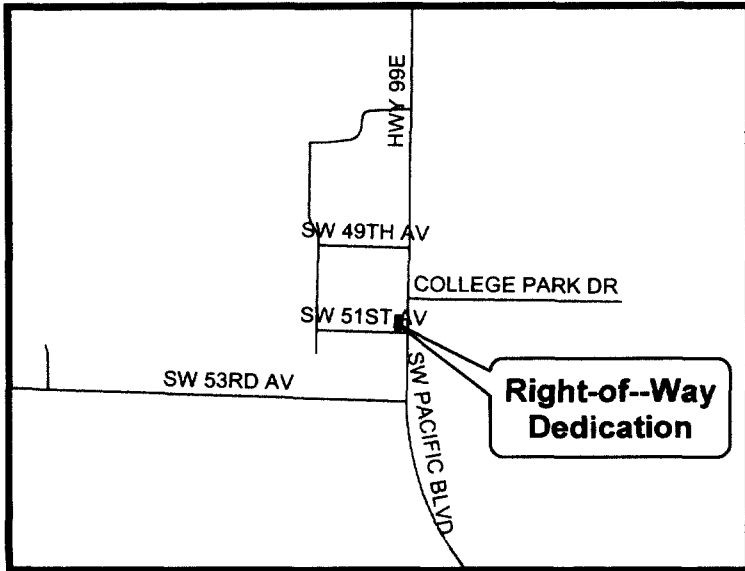 HWY 99E
SW 49TH AV
COLLEGE PARK DR
SW 51ST AV
SW 53RD AV
SW PACIFIC BLVD
Right-of--Way
Dedication